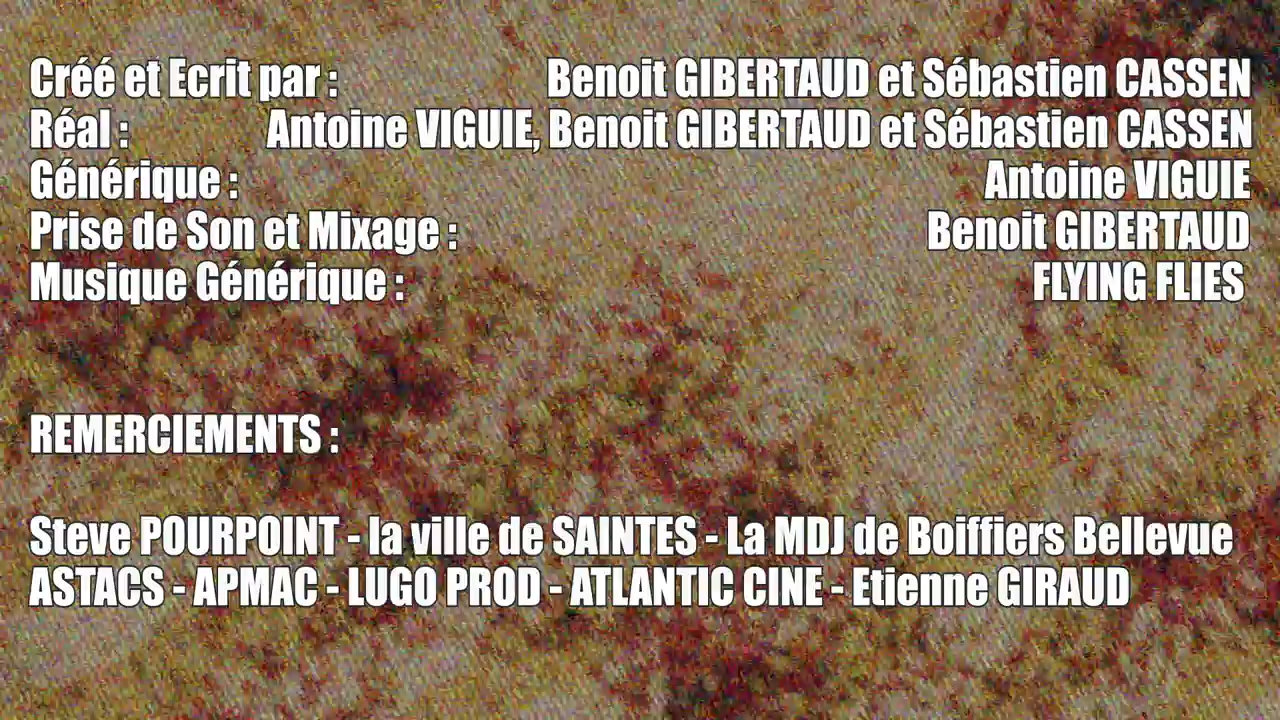 Créé et Ecrit par : Benoit GIBERTAUD et Sébastien CASSEN
Réal : Antoine VIGUIE, Benoit GIBERTAUD et Sébastien CASSEN
Générique : Antoine VIGUIE
Prise de Son et Mixage : Benoit GIBERTAUD
Musique Générique : FLYING FLIES
REMERCIEMENTS :
Steve POURPOINT - la ville de SAINTES - La MDJ de Boiffiers Bellevue
ASTACS - APMAC - LUGO PROD - ATLANTIC CINE - Etienne GIRAUD